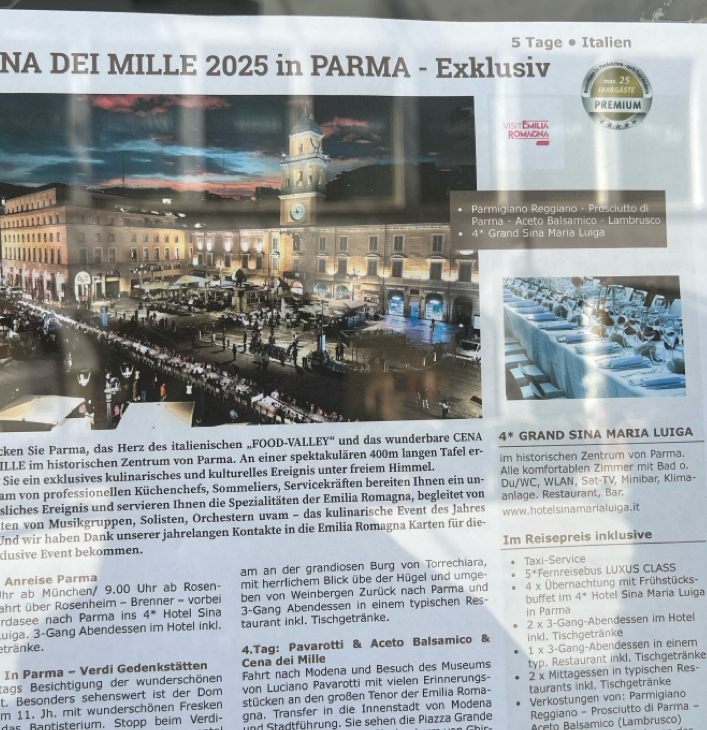 5 Tage • Italien
NA DEI MILLE 2025 in PARMA - Exklusiv
max. 25
FAHRGÄSTE
PREMIUM
VISIT EMILIA
ROMAGNA
• Parmigiano Reggiano - Prosciutto di
Parma - Aceto Balsamico - Lambrusco
• 4* Grand Sina Maria Luiga
cken Sie Parma, das Herz des italienischen „FOOD-VALLEY“ und das wunderbare CENA
ILLE im historischen Zentrum von Parma. An einer spektakulären 400m langen Tafel er-
Sie ein exklusives kulinarisches und kulturelles Ereignis unter freiem Himmel.
am von professionellen Küchenchefs, Sommeliers, Servicekräften bereiten Ihnen ein un-
sliches Ereignis und servieren Ihnen die Spezialitäten der Emilia Romagna, begleitet von
ten von Musikgruppen, Solisten, Orchestern uvam – das kulinarische Event des Jahres
Und wir haben Dank unserer jahrelangen Kontakte in die Emilia Romagna Karten für die-
klusive Event bekommen.
Anreise Parma
Uhr ab München/ 9.00 Uhr ab Rosen-
ahrt über Rosenheim – Brenner – vorbei
rdasee nach Parma ins 4* Hotel Sina
uiga. 3-Gang Abendessen im Hotel inkl.
etränke.
In Parma – Verdi Gedenkstätten
tags Besichtigung der wunderschönen
t. Besonders sehenswert ist der Dom
m 11. Jh. mit wunderschönen Fresken
das Baptisterium. Stopp beim Verdi-
am an der grandiosen Burg von Torrechiara,
mit herrlichem Blick übe der Hügel und umge-
ben von Weinbergen Zurück nach Parma und
3-Gang Abendessen in einem typischen Res-
taurant inkl. Tischgetränke.
4.Tag: Pavarotti & Aceto Balsamico &
Cena dei Mille
Fahrt nach Modena und Besuch des Museums
von Luciano Pavarotti mit vielen Erinnerungs-
stücken an den großen Tenor der Emilia Roma-
gna. Transfer in die Innenstadt von Modena
und Stadtführung. Sie sehen die Piazza Grande
4* GRAND SINA MARIA LUIGA
im historischen Zentrum von Parma.
Alle komfortablen Zimmer mit Bad o.
Du/WC, WLAN, Sat-TV, Minibar, Klima-
anlage. Restaurant, Bar.
www.hotelsinamarialuiga.it
Im Reisepreis inklusive
• Taxi-Service
• 5*Fernreisebus LUXUS CLASS
• 4 x Übernachtung mit Frühstücks-
buffet im 4* Hotel Sina Maria Luiga
in Parma
• 2 x 3-Gang-Abendessen im Hotel
inkl. Tischgetränke
• 1 x 3-Gang-Abendessen in einem
typ. Restaurant inkl. Tischgetränke
• 2 x Mittagessen in typischen Res-
taurants inkl. Tischgetränke
• Verkostungen von: Parmigiano
Reggiano – Prosciutto di Parma –
Aceto Balsamico (Lambrusco)